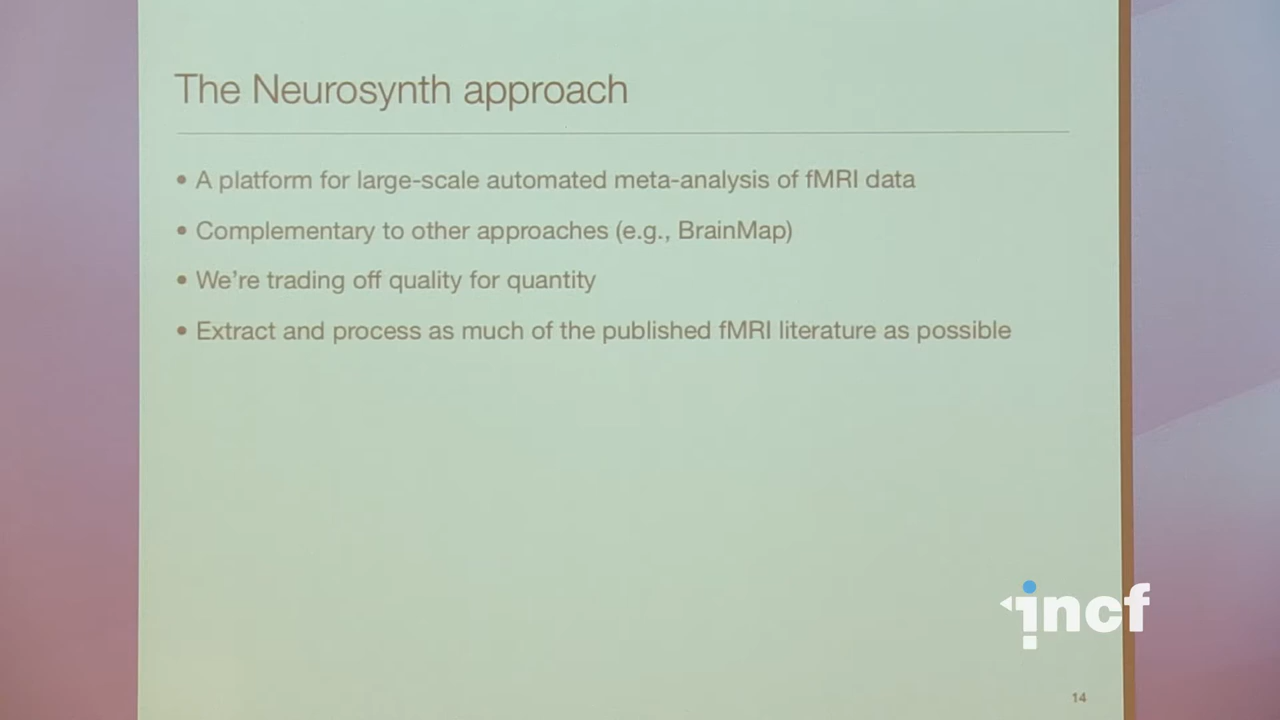 The Neurosynth approach
• A platform for large-scale automated meta-analysis of fMRI data
• Complementary to other approaches (e.g., BrainMap)
• We're trading off quality for quantity
• Extract and process as much of the published fMRI literature as possible
incf
14